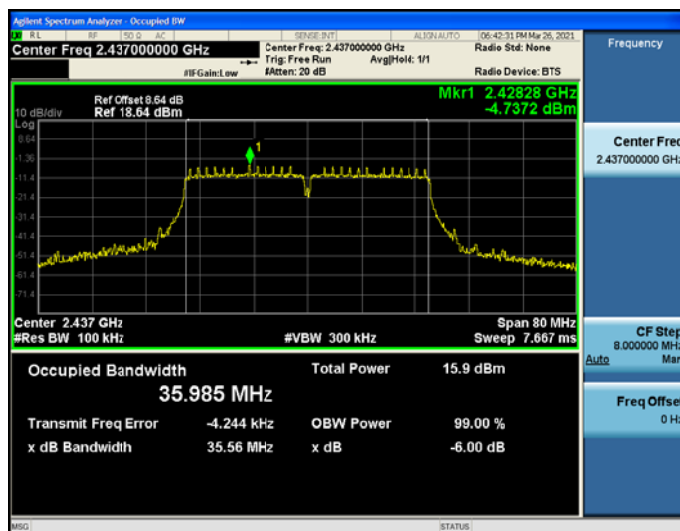 Agilent Spectrum Analyzer - Occupied BW
RL RF 50 Ω AC SENSE:INT ALIGN AUTO 06:42:31 PM Mar 26, 2021
Center Freq 2.437000000 GHz
Center Freq: 2.437000000 GHz
Radio Std: None
Trig: Free Run Avg|Hold: 1/1
#IFGain:Low #Atten: 20 dB Radio Device: BTS
Frequency
Mkr1 2.42828 GHz
-4.7372 dBm
Ref Offset 8.64 dB
10 dB/div Ref 18.64 dBm
Log
8.64
-1.36
-11.4
-21.4
-31.4
-41.4
-51.4
-61.4
-71.4
1
Center 2.437 GHz Span 80 MHz
#Res BW 100 kHz #VBW 300 kHz Sweep 7.667 ms
Occupied Bandwidth Total Power 15.9 dBm
35.985 MHz
Transmit Freq Error -4.244 kHz OBW Power 99.00 %
x dB Bandwidth 35.56 MHz x dB -6.00 dB
Center Freq
2.437000000 GHz
CF Step
8.000000 MHz
Auto Man
Freq Offset
0 Hz
MSG STATUS